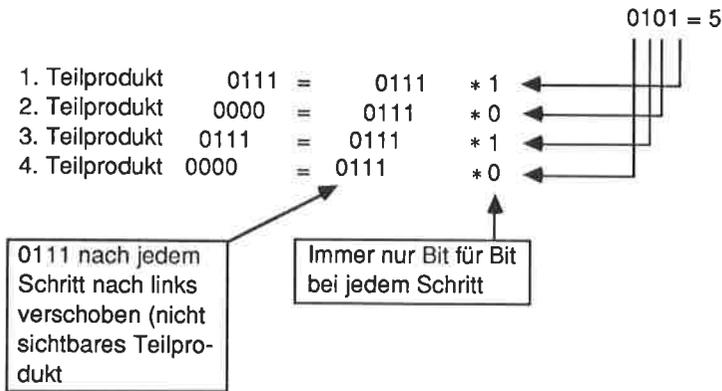 0101 = 5
1. Teilprodukt 0111 = 0111 * 1
2. Teilprodukt 0000 = 0111 * 0
3. Teilprodukt 0111 = 0111 * 1
4. Teilprodukt 0000 = 0111 * 0
0111 nach jedem
Schritt nach links
verschoben (nicht
sichtbares Teilpro-
dukt
Immer nur Bit für Bit
bei jedem Schritt